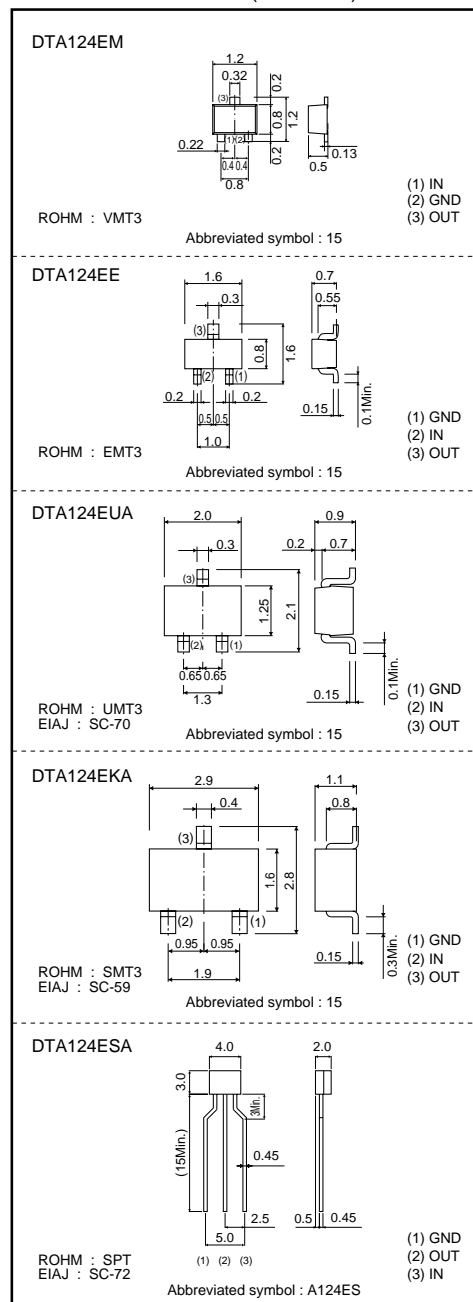 DTA124EM
1.2
0.32
0.2
(3)
0.8
1.2
(1) (2)
0.22
0.2
0.4 0.4
0.8
0.13
0.5
(1) IN
(2) GND
(3) OUT
ROHM : VMT3
Abbreviated symbol : 15
DTA124EE
1.6
0.3
0.7
0.55
(3)
0.8
1.6
(2)
(1)
0.2
0.2
0.5 0.5
1.0
0.15
0.1Min.
(1) GND
(2) IN
(3) OUT
ROHM : EMT3
Abbreviated symbol : 15
DTA124EUA
2.0
0.3
0.9
0.2
0.7
(3)
1.25
2.1
(2)
(1)
0.65 0.65
1.3
0.15
0.1Min.
(1) GND
(2) IN
(3) OUT
ROHM : UMT3
EIAJ : SC-70
Abbreviated symbol : 15
DTA124EKA
2.9
0.4
1.1
0.8
(3)
1.6
2.8
(2)
(1)
0.95 0.95
1.9
0.15
0.3Min.
(1) GND
(2) IN
(3) OUT
ROHM : SMT3
EIAJ : SC-59
Abbreviated symbol : 15
DTA124ESA
4.0
2.0
3.0
3Min.
(15Min.)
0.45
2.5
5.0
0.5
0.45
(1) (2) (3)
(1) GND
(2) OUT
(3) IN
ROHM : SPT
EIAJ : SC-72
Abbreviated symbol : A124ES